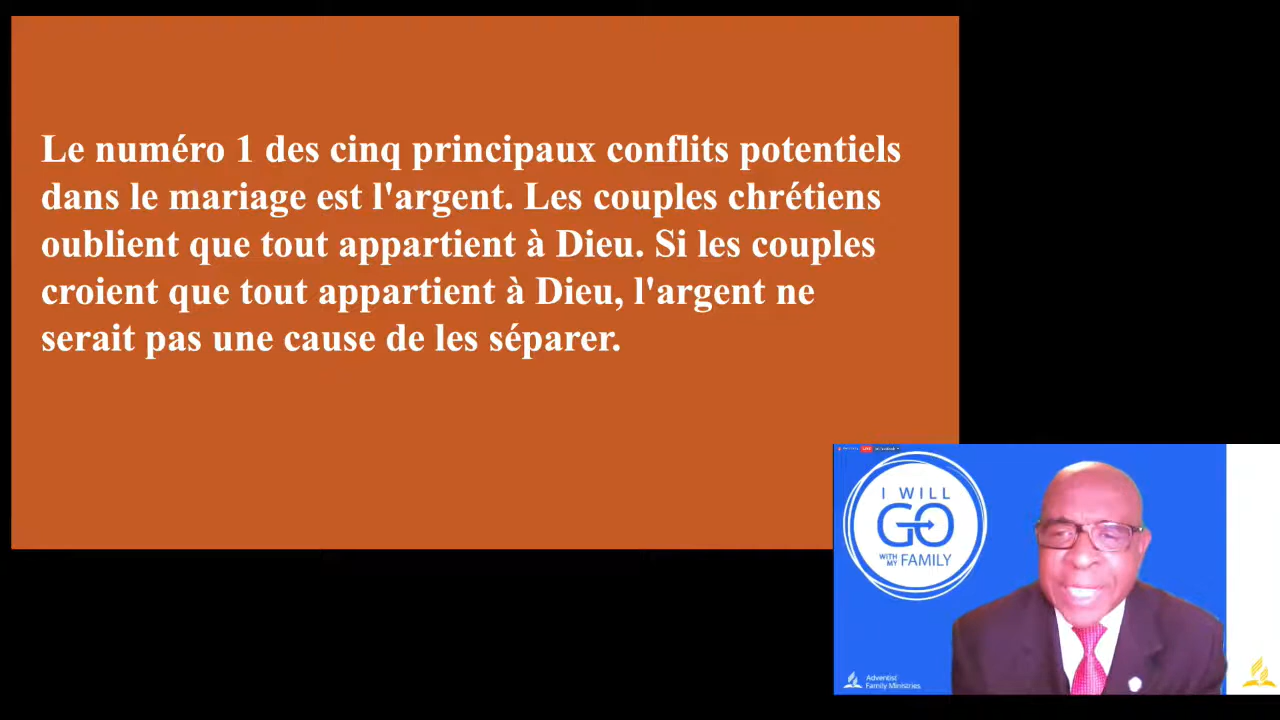 Le numéro 1 des cinq principaux conflits potentiels
dans le mariage est l'argent. Les couples chrétiens
oublient que tout appartient à Dieu. Si les couples
croient que tout appartient à Dieu, l'argent ne
serait pas une cause de les séparer.
I WILL
GO
WITH MY FAMILY
Adventist
Family Ministries